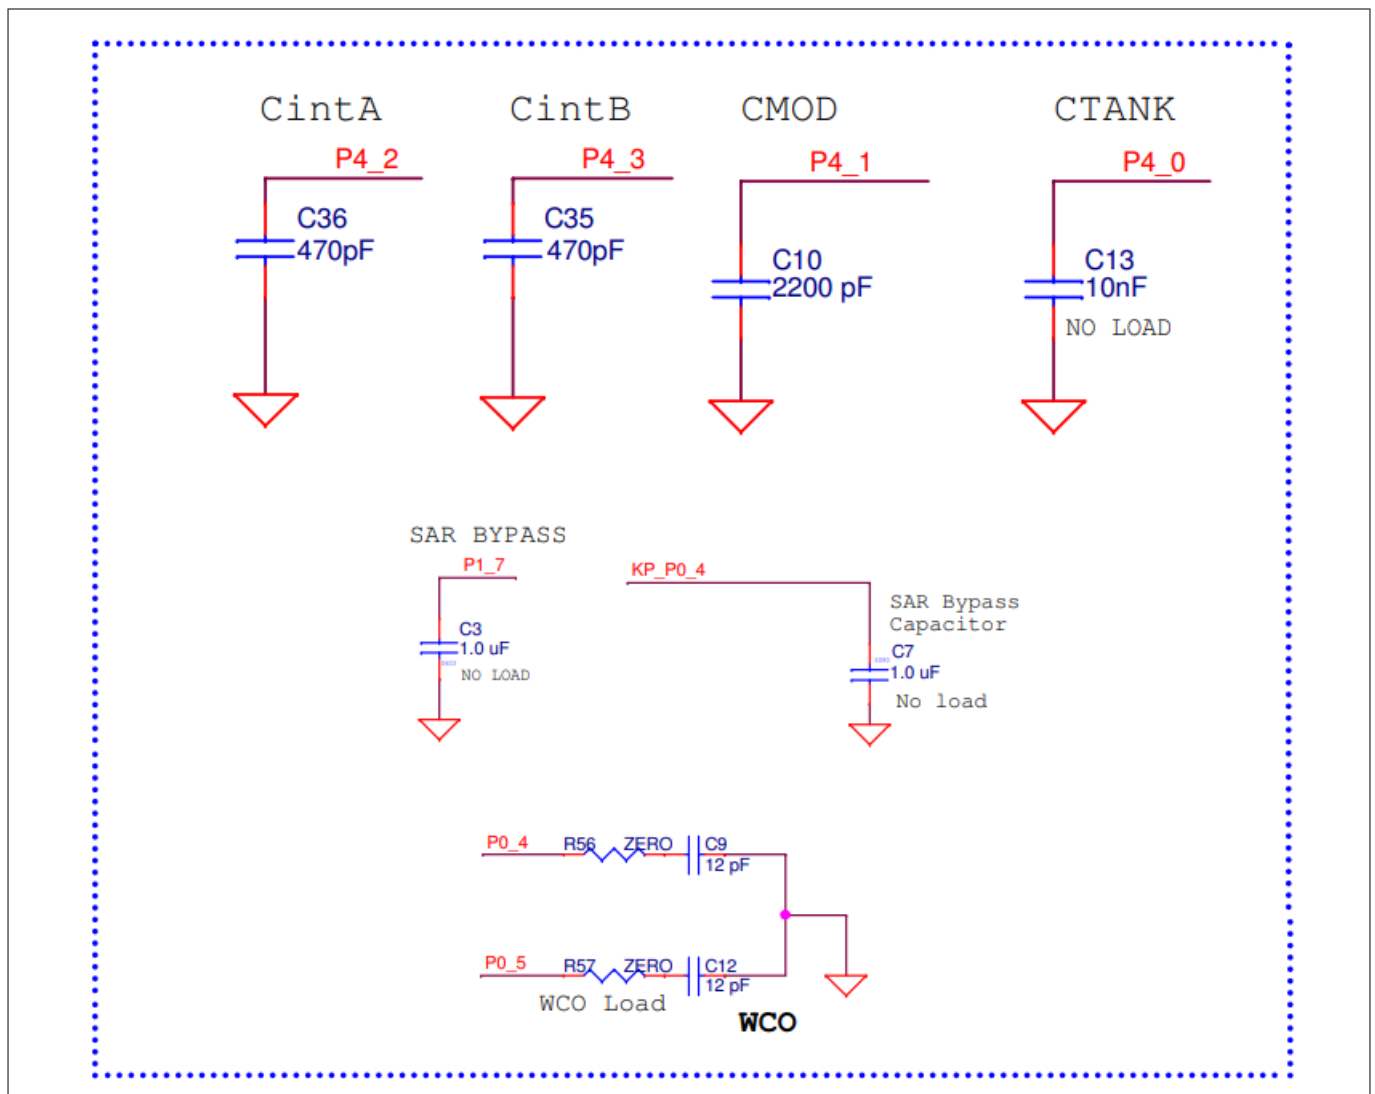 CintA CintB CMOD CTANK
P4_2 P4_3 P4_1 P4_0
C36 C35
470pF 470pF
C10 C13
2200 pF 10nF
NO LOAD
SAR BYPASS
P1_7 KP_P0_4
SAR Bypass
Capacitor
C3
1.0 uF
NO LOAD
C7
1.0 uF
No load
P0_4 R56 ZERO C9
12 pF
P0_5 R57 ZERO C12
12 pF
WCO Load
WCO